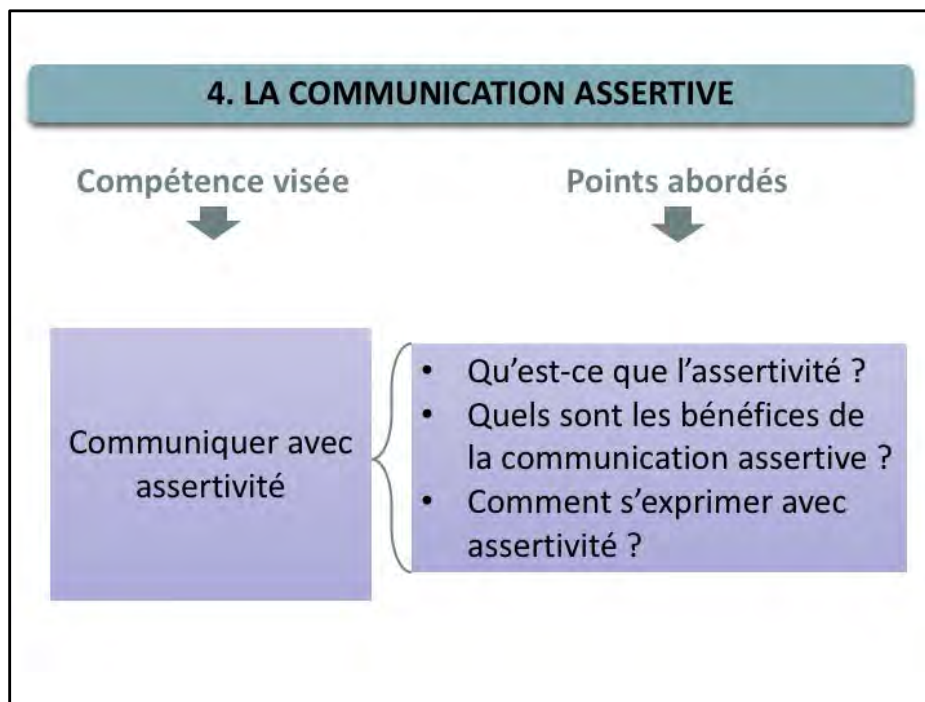 4. LA COMMUNICATION ASSERTIVE
Compétence visée
Points abordés
Communiquer avec
assertivité
• Qu’est-ce que l’assertivité ?
• Quels sont les bénéfices de
la communication assertive ?
• Comment s’exprimer avec
assertivité ?